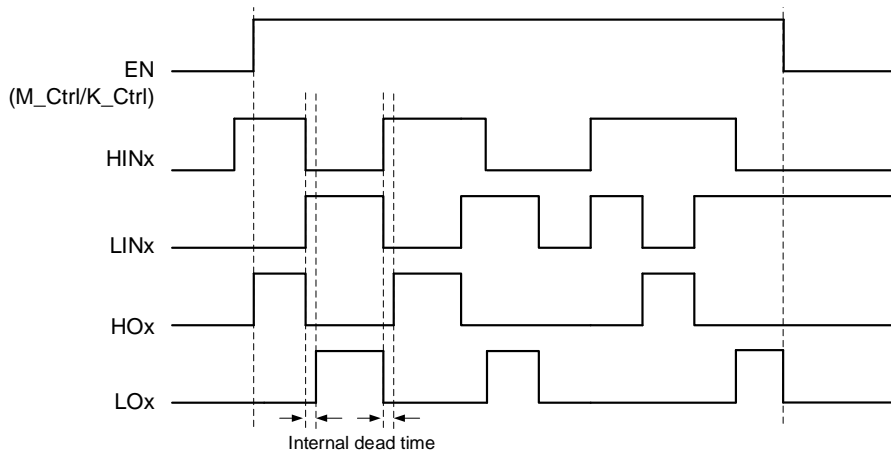 EN
(M_Ctrl/K_Ctrl)
HINx
LINx
HOx
LOx
Internal dead time